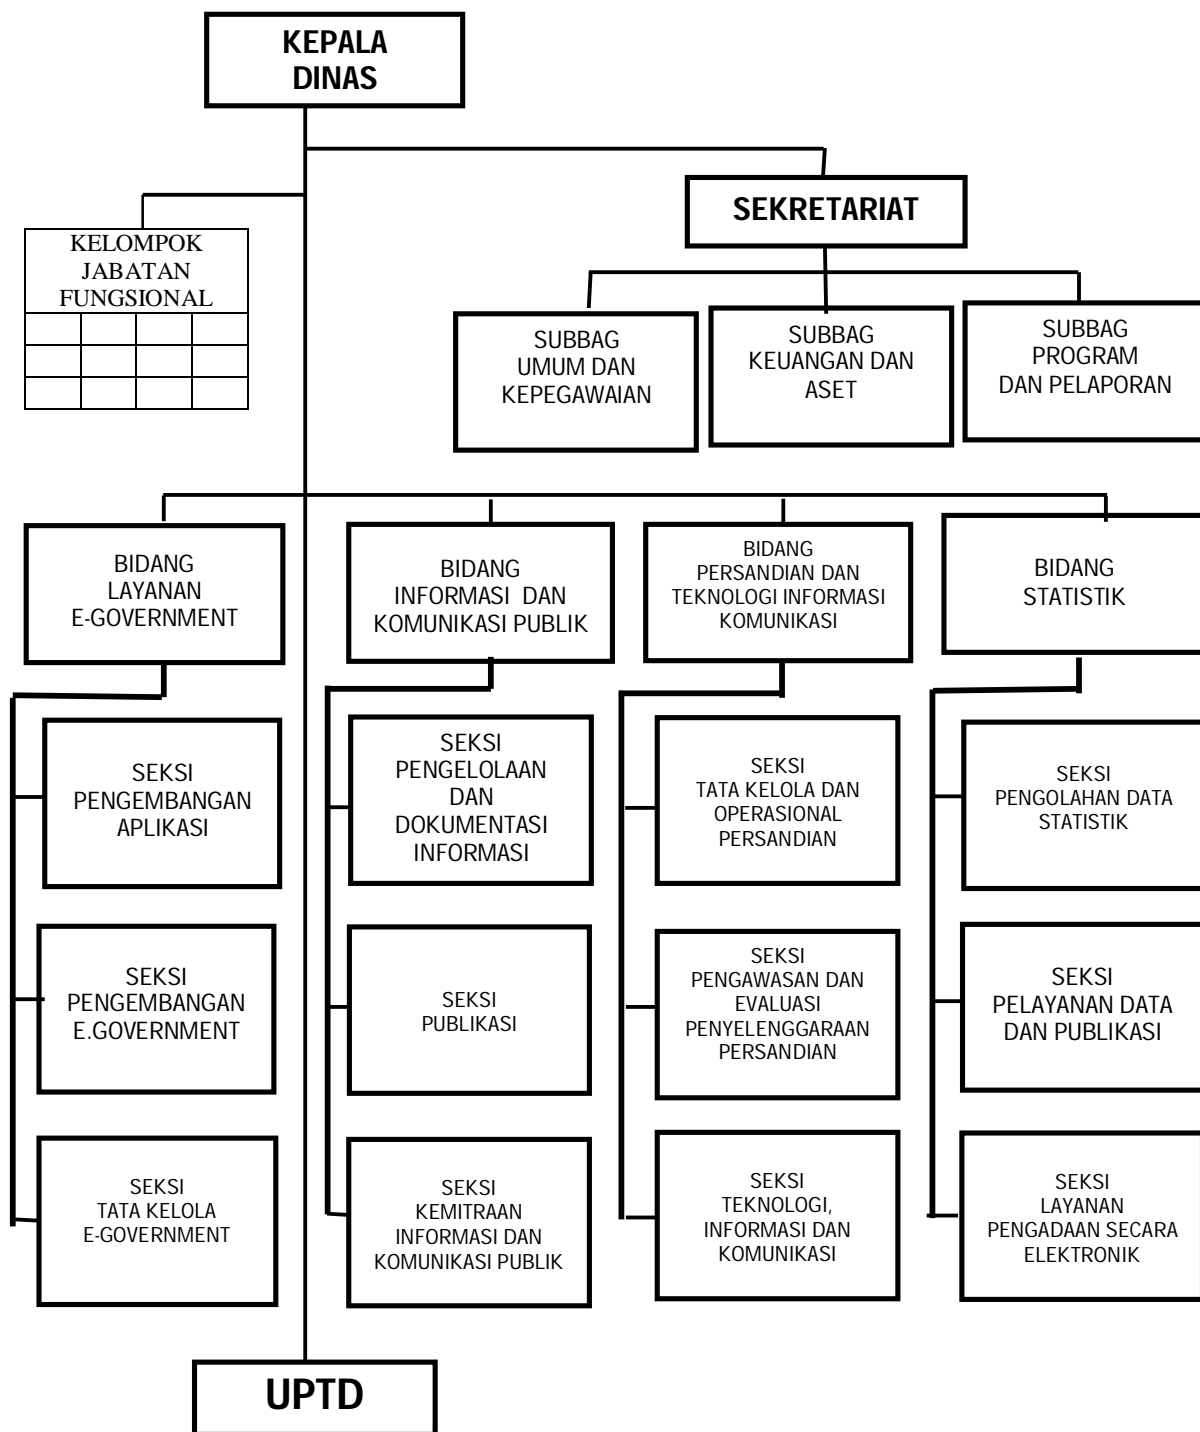 KEPALA
DINAS
SEKRETARIAT
KELOMPOK
JABATAN
FUNGSIONAL
SUBBAG
UMUM DAN
KEPEGAWAIAN
SUBBAG
KEUANGAN DAN
ASET
SUBBAG
PROGRAM
DAN PELAPORAN
BIDANG
LAYANAN
E-GOVERNMENT
BIDANG
INFORMASI DAN
KOMUNIKASI PUBLIK
BIDANG
PERSANDIAN DAN
TEKNOLOGI INFORMASI
KOMUNIKASI
BIDANG
STATISTIK
SEKSI
PENGEMBANGAN
APLIKASI
SEKSI
PENGELOLAAN
DAN
DOKUMENTASI
INFORMASI
SEKSI
TATA KELOLA DAN
OPERASIONAL
PERSANDIAN
SEKSI
PENGOLAHAN DATA
STATISTIK
SEKSI
PENGEMBANGAN
E.GOVERNMENT
SEKSI
PUBLIKASI
SEKSI
PENGAWASAN DAN
EVALUASI
PENYELENGGARAAN
PERSANDIAN
SEKSI
PELAYANAN DATA
DAN PUBLIKASI
SEKSI
TATA KELOLA
E-GOVERNMENT
SEKSI
KEMITRAAN
INFORMASI DAN
KOMUNIKASI PUBLIK
SEKSI
TEKNOLOGI,
INFORMASI DAN
KOMUNIKASI
SEKSI
LAYANAN
PENGADAAN SECARA
ELEKTRONIK
UPTD